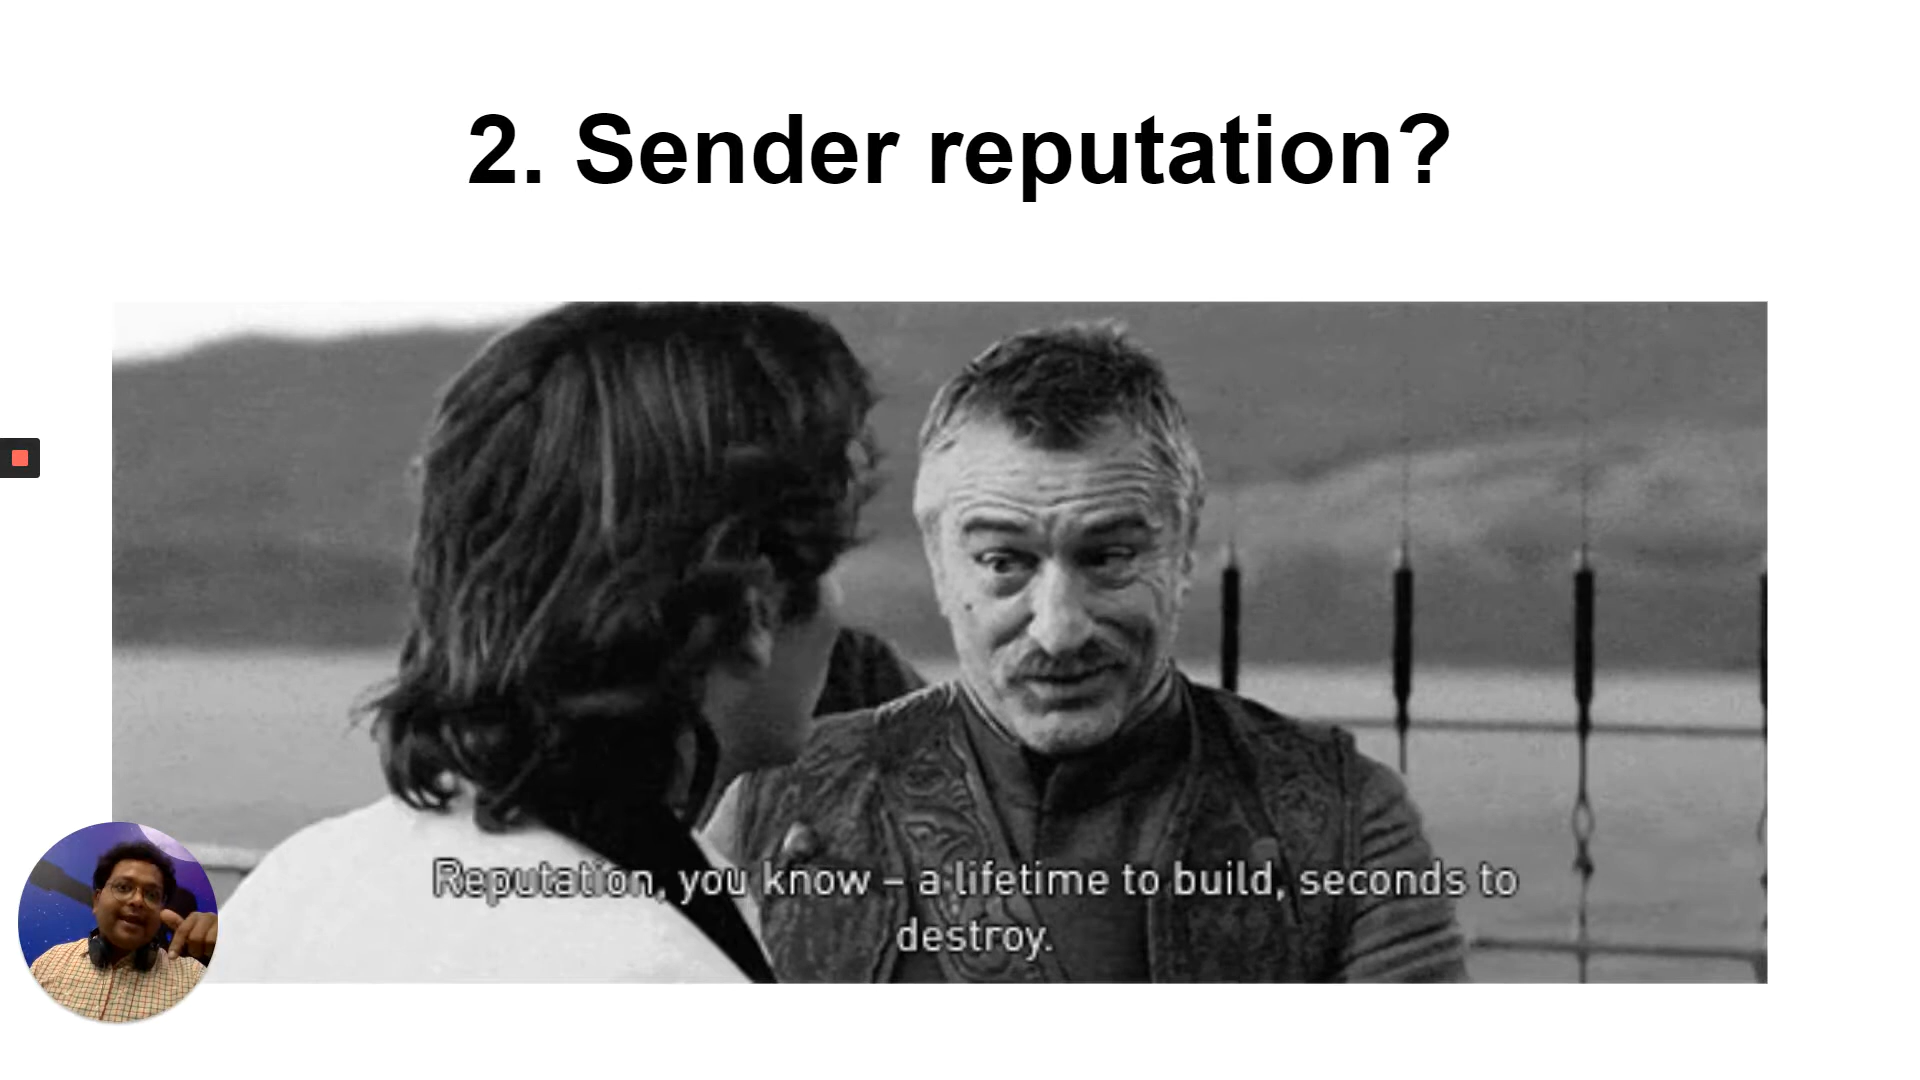 2. Sender reputation?
Reputation, you know – a lifetime to build, seconds to
destroy.